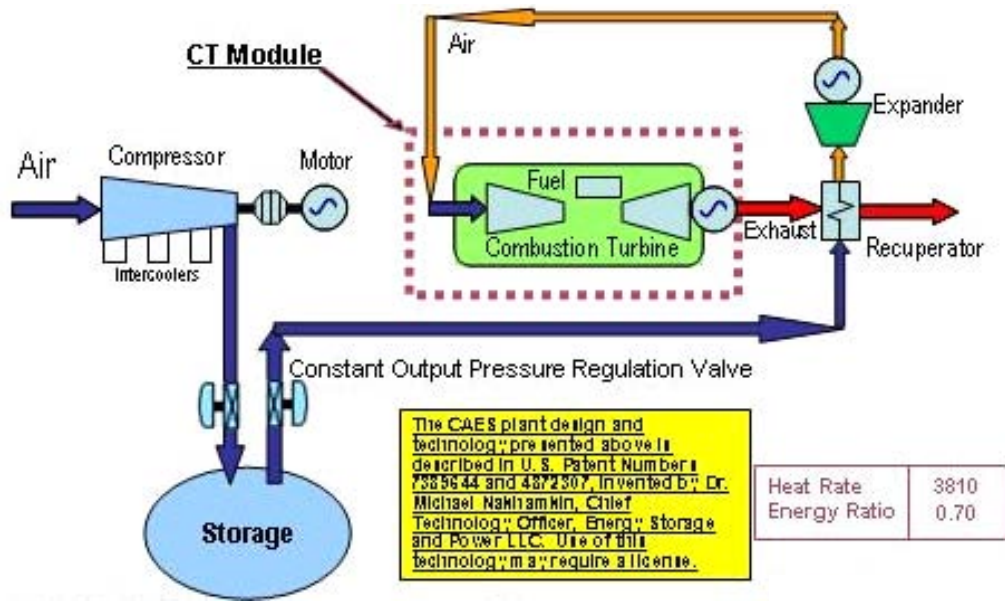 CT Module
Air
Expander
Air
Compressor
Motor
Fuel
Combustion Turbine
Exhaust
Recuperator
Intercoolers
Constant Output Pressure Regulation Valve
Storage
The CAES plant design and
technology presented above is
described in U. S. Patent Numbers
7389644 and 4872307, invented by Dr.
Michael Nakhamkin, Chief
Technology Officer, Energy Storage
and Power LLC. Use of this
technology may require a license.
Heat Rate 3810
Energy Ratio 0.70